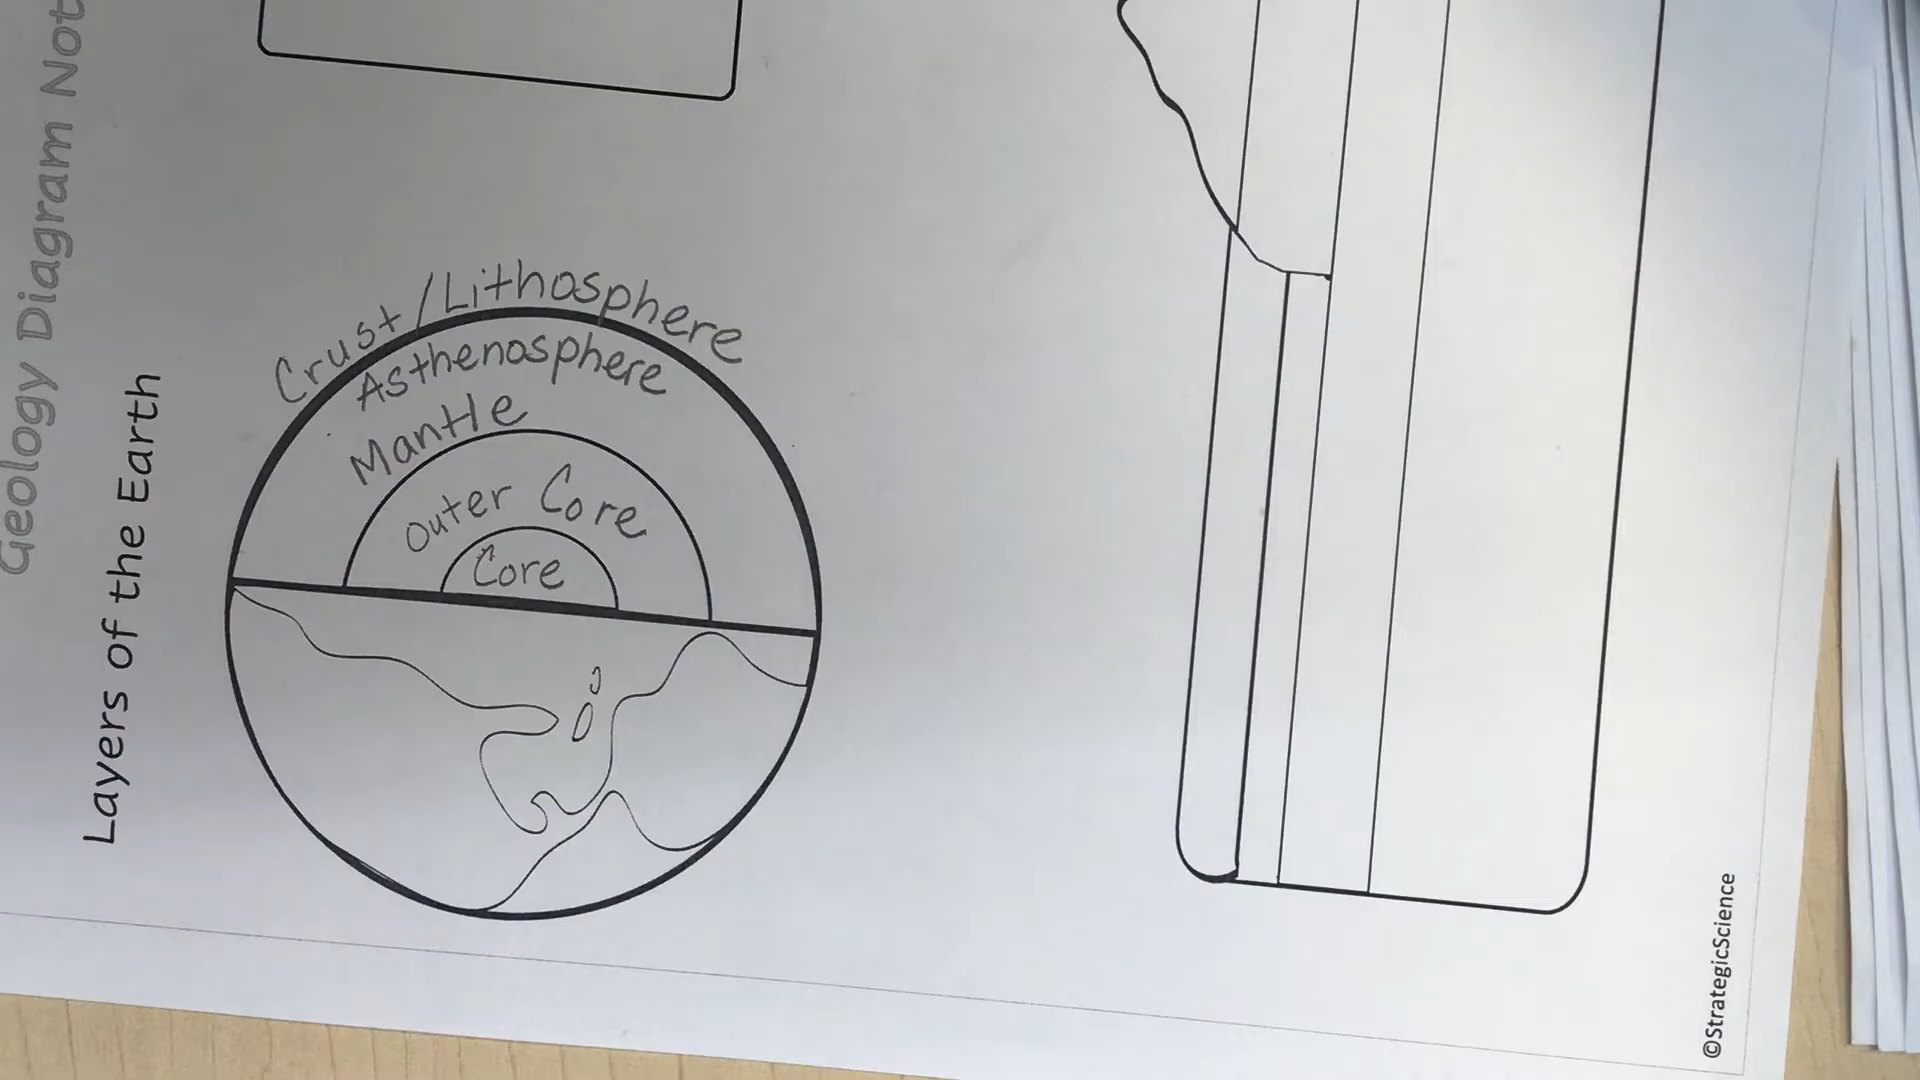 Geology Diagram Not
Layers of the Earth
Crust/Lithosphere
Asthenosphere
Mantle
Outer Core
Core
©StrategicScience